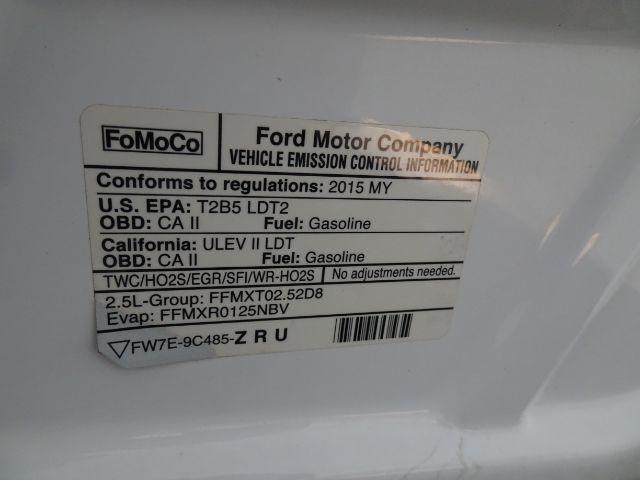 FoMoCo
Ford Motor Company
VEHICLE EMISSION CONTROL INFORMATION
Conforms to regulations: 2015 MY
U.S. EPA: T2B5 LDT2
OBD: CA II Fuel: Gasoline
California: ULEV II LDT
OBD: CA II Fuel: Gasoline
TWC/HO2S/EGR/SFI/WR-HO2S No adjustments needed.
2.5L-Group: FFMXT02.52D8
Evap: FFMXR0125NBV
FW7E-9C485-ZRU